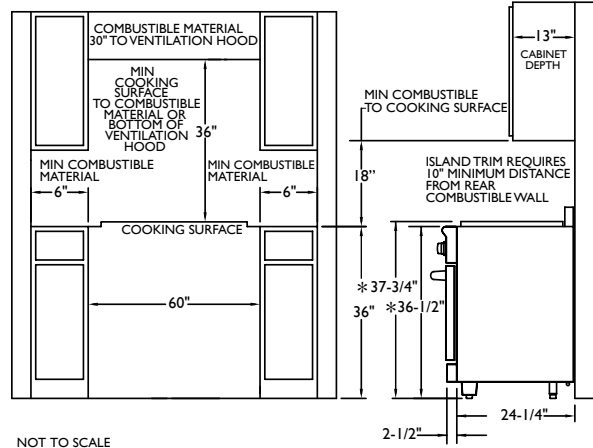 COMBUSTIBLE MATERIAL
30" TO VENTILATION HOOD
MIN
COOKING
SURFACE
TO COMBUSTIBLE
MATERIAL OR
BOTTOM OF
VENTILATION
HOOD
36"
MIN COMBUSTIBLE
MATERIAL
6"
MIN COMBUSTIBLE
MATERIAL
6"
COOKING SURFACE
60"
13"
CABINET
DEPTH
MIN COMBUSTIBLE
TO COOKING SURFACE
18"
ISLAND TRIM REQUIRES
10" MINIMUM DISTANCE
FROM REAR
COMBUSTIBLE WALL
36"
*37-3/4"
*36-1/2"
24-1/4"
2-1/2"
NOT TO SCALE